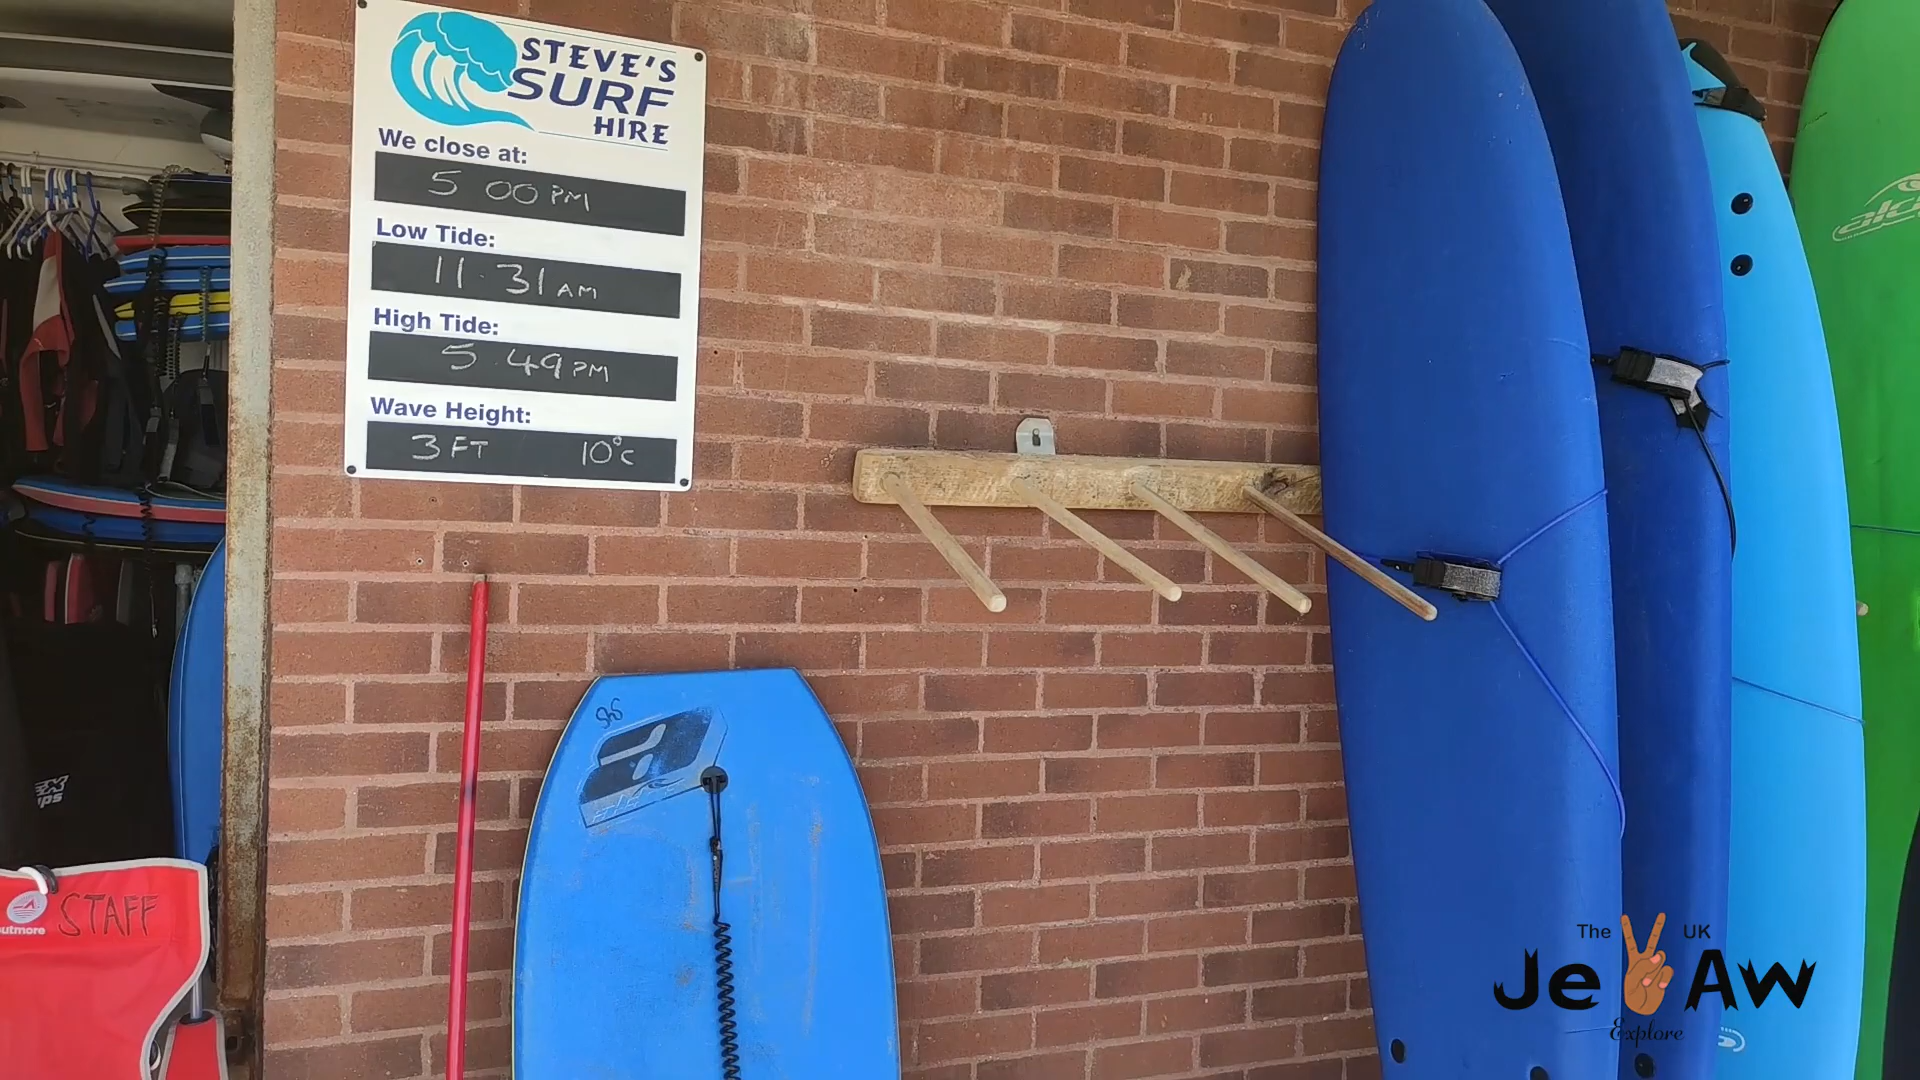 STEVE'S
SURF
HIRE
We close at:
5 00 PM
Low Tide:
11.31 AM
High Tide:
5.49 PM
Wave Height:
3 FT 10°C
STAFF
utmore
The UK
Je Aw
Explore